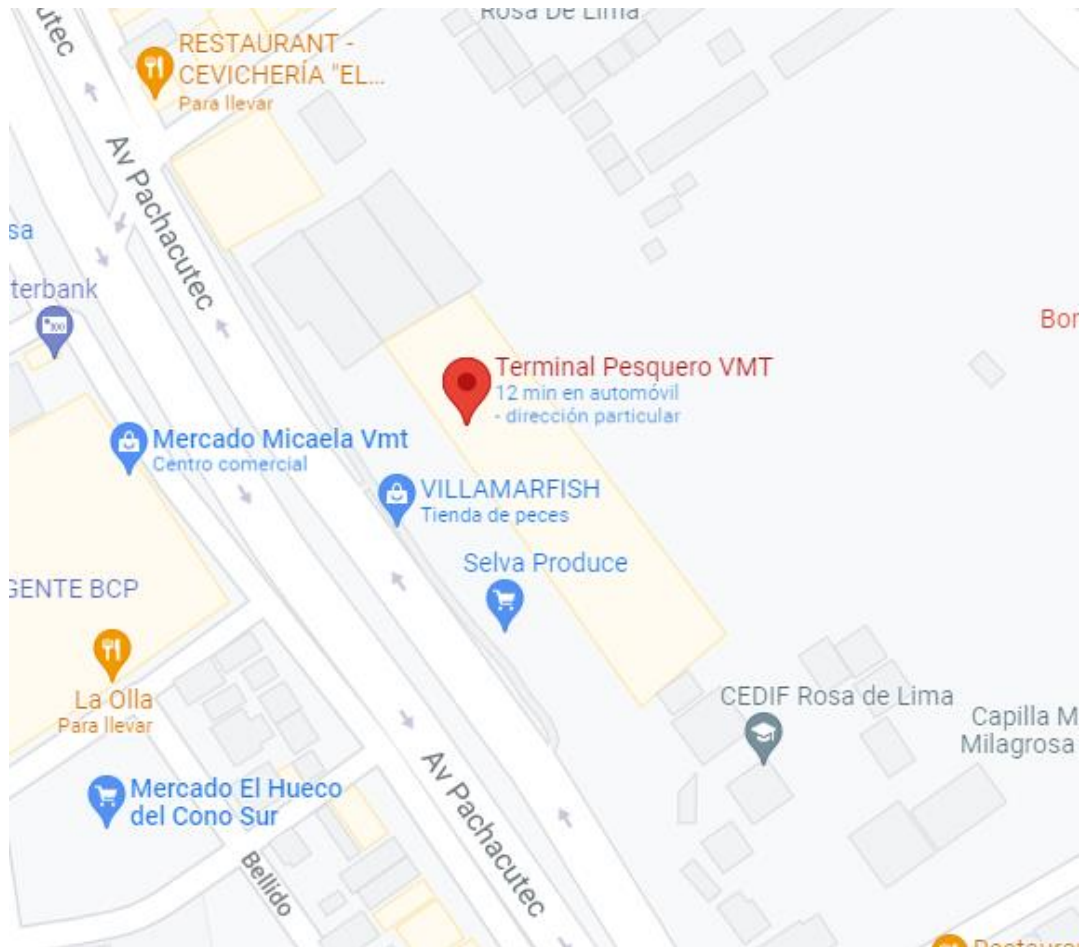 Rosa De Lima
RESTAURANT -
CEVICHERÍA "EL...
Para llevar
utec
Av Pachacutec
sa
terbank
Bor
Terminal Pesquero VMT
12 min en automóvil
- dirección particular
Mercado Micaela Vmt
Centro comercial
VILLAMARFISH
Tienda de peces
Selva Produce
GENTE BCP
La Olla
Para llevar
CEDIF Rosa de Lima
Capilla M
Milagrosa
Mercado El Hueco
del Cono Sur
Av Pachacutec
Bellido
Restaura